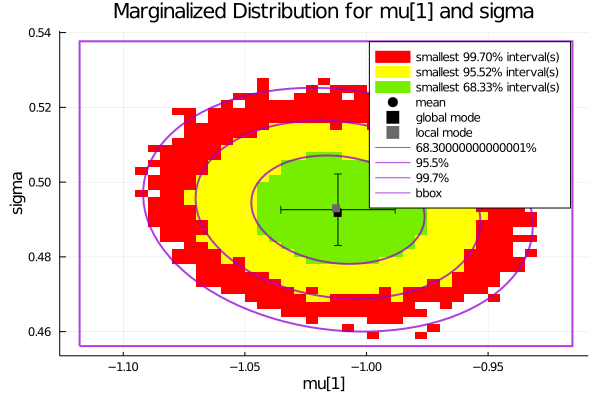 Marginalized Distribution for mu[1] and sigma
0.54
smallest 99.70% interval(s)
smallest 95.52% interval(s)
smallest 68.33% interval(s)
mean
global mode
local mode
68.30000000000001%
95.5%
99.7%
bbox
0.52
0.50
0.48
0.46
sigma
−1.10
−1.05
−1.00
−0.95
mu[1]